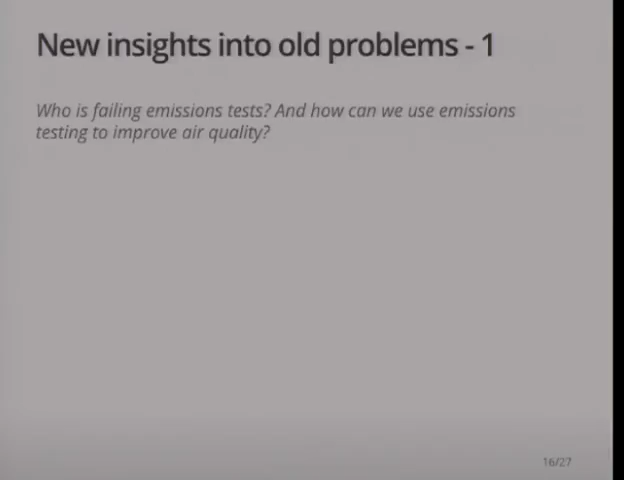 New insights into old problems - 1
Who is failing emissions tests? And how can we use emissions
testing to improve air quality?
16/27